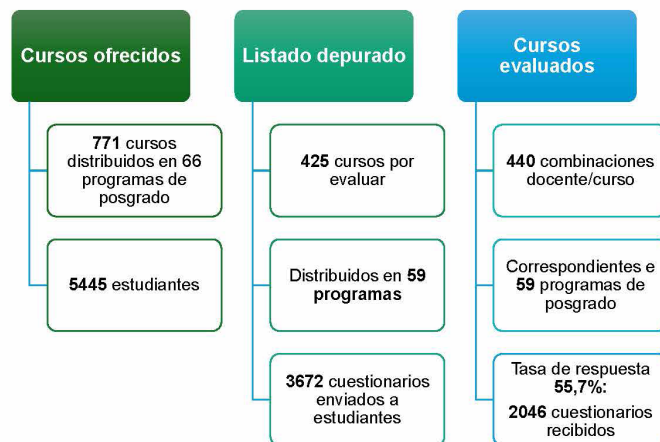 Cursos ofrecidos
771 cursos
distribuidos en 66
programas de
posgrado
5445 estudiantes
Listado depurado
425 cursos por
evaluar
Distribuidos en 59
programas
3672 cuestionarios
enviados a
estudiantes
Cursos
evaluados
440 combinaciones
docente/curso
Correspondientes e
59 programas de
posgrado
Tasa de respuesta
55,7%:
2046 cuestionarios
recibidos